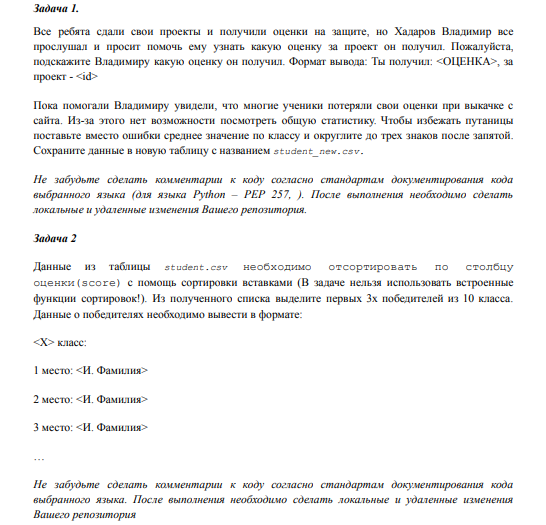 Задача 1.
Все ребята сдали свои проекты и получили оценки на защите, но Хадаров Владимир все
прослушал и просит помочь ему узнать какую оценку за проект он получил. Пожалуйста,
подскажите Владимиру какую оценку он получил. Формат вывода: Ты получил: <ОЦЕНКА>, за
проект - <id>
Пока помогали Владимиру увидели, что многие ученики потеряли свои оценки при выкачке с
сайта. Из-за этого нет возможности посмотреть общую статистику. Чтобы избежать путаницы
поставьте вместо ошибки среднее значение по классу и округлите до трех знаков после запятой.
Сохраните данные в новую таблицу с названием student_new.csv.
Не забудьте сделать комментарии к коду согласно стандартам документирования кода
выбранного языка (для языка Python – PEP 257, ). После выполнения необходимо сделать
локальные и удаленные изменения Вашего репозитория.
Задача 2
Данные из таблицы student.csv необходимо отсортировать по столбцу
оценки(score) с помощь сортировки вставками (В задаче нельзя использовать встроенные
функции сортировок!). Из полученного списка выделите первых 3х победителей из 10 класса.
Данные о победителях необходимо вывести в формате:
<X> класс:
1 место: <И. Фамилия>
2 место: <И. Фамилия>
3 место: <И. Фамилия>
…
Не забудьте сделать комментарии к коду согласно стандартам документирования кода
выбранного языка. После выполнения необходимо сделать локальные и удаленные изменения
Вашего репозитория